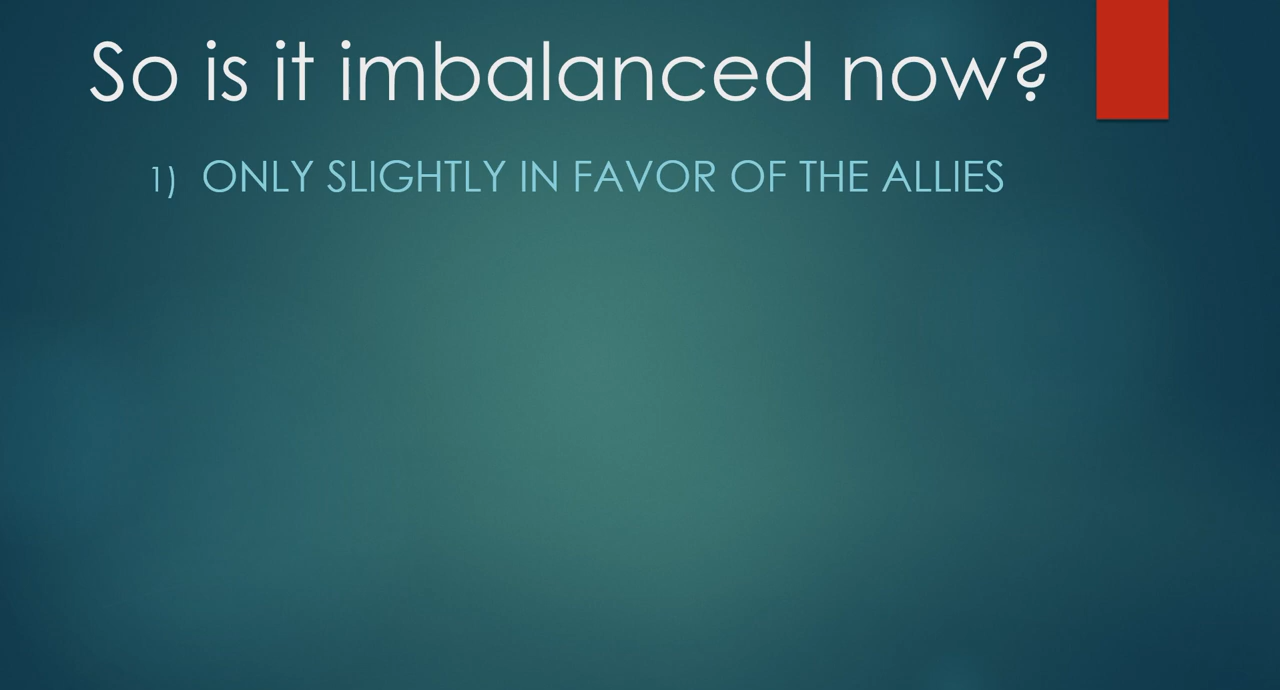 So is it imbalanced now?
1) ONLY SLIGHTLY IN FAVOR OF THE ALLIES